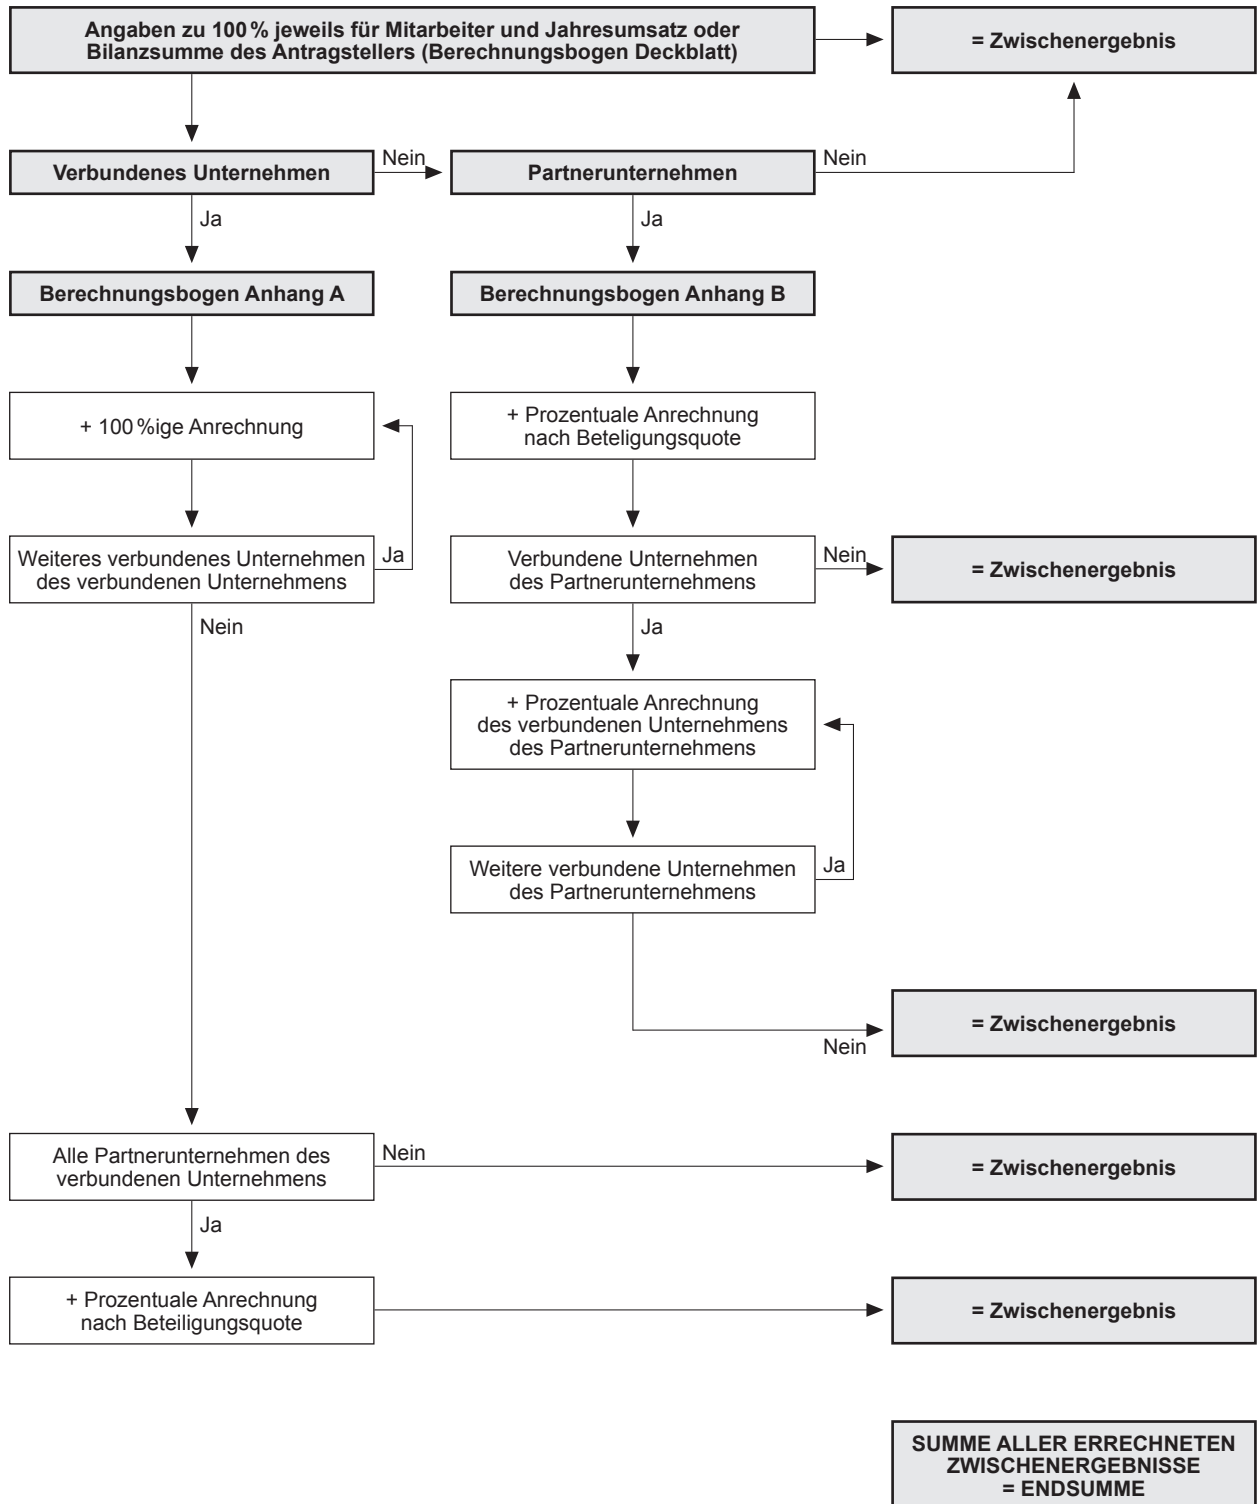 Angaben zu 100 % jeweils für Mitarbeiter und Jahresumsatz oder
Bilanzsumme des Antragstellers (Berechnungsbogen Deckblatt)
= Zwischenergebnis
Verbundenes Unternehmen
Nein
Partnerunternehmen
Nein
Ja
Ja
Berechnungsbogen Anhang A
Berechnungsbogen Anhang B
+ 100 %ige Anrechnung
+ Prozentuale Anrechnung
nach Beteligungsquote
Weiteres verbundenes Unternehmen
des verbundenen Unternehmens
Ja
Verbundene Unternehmen
des Partnerunternehmens
Nein
= Zwischenergebnis
Nein
Ja
+ Prozentuale Anrechnung
des verbundenen Unternehmens
des Partnerunternehmens
Weitere verbundene Unternehmen
des Partnerunternehmens
Ja
= Zwischenergebnis
Nein
Alle Partnerunternehmen des
verbundenen Unternehmens
Nein
= Zwischenergebnis
Ja
+ Prozentuale Anrechnung
nach Beteiligungsquote
= Zwischenergebnis
SUMME ALLER ERRECHNETEN
ZWISCHENERGEBNISSE
= ENDSUMME